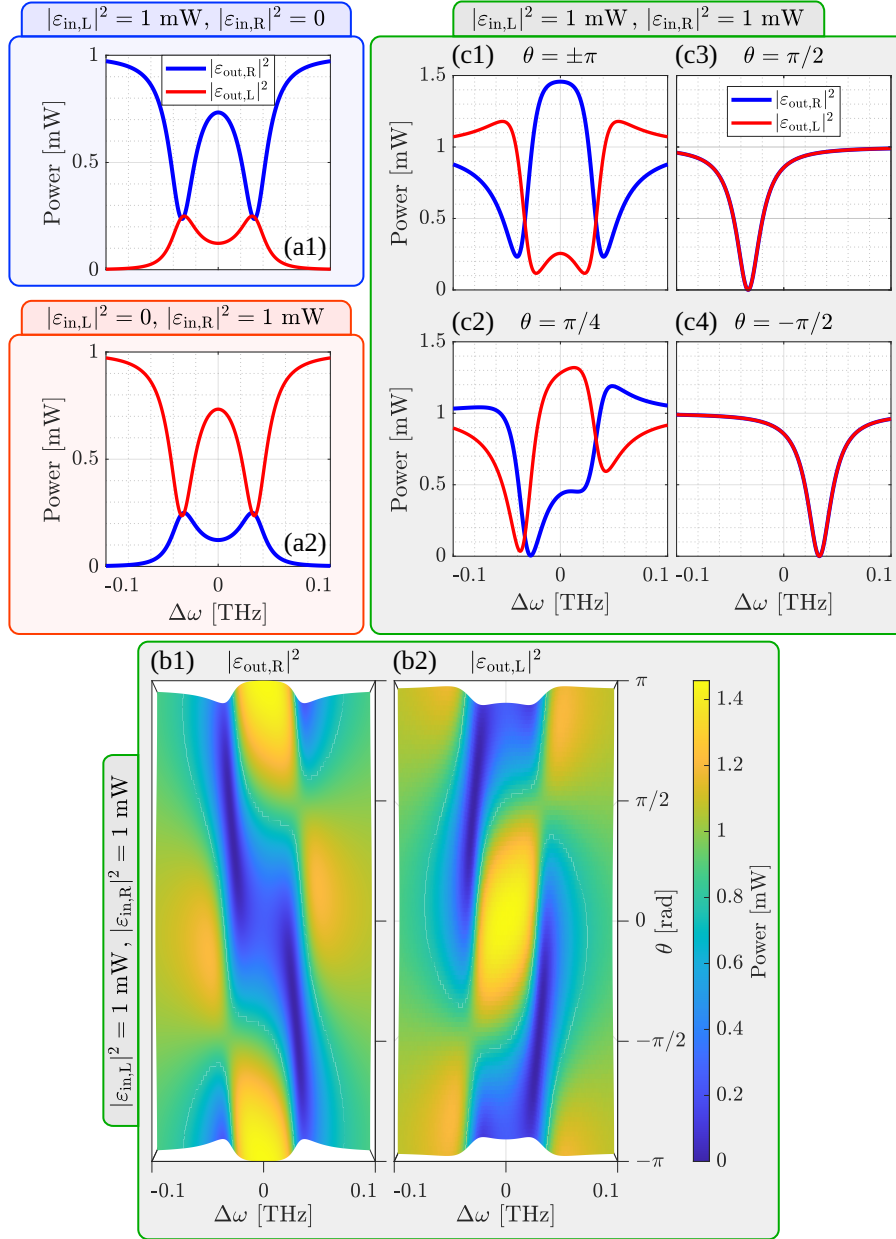 |ε_in,L|² = 1 mW, |ε_in,R|² = 0
1
0.5
0
Power [mW]
|ε_out,R|²
|ε_out,L|²
(a1)
|ε_in,L|² = 0, |ε_in,R|² = 1 mW
1
0.5
0
Power [mW]
(a2)
-0.1
0
0.1
Δω [THz]
|ε_in,L|² = 1 mW , |ε_in,R|² = 1 mW
(c1)
θ = ±π
1.5
1
0.5
0
Power [mW]
(c3)
θ = π/2
|ε_out,R|²
|ε_out,L|²
(c2)
θ = π/4
1.5
1
0.5
0
Power [mW]
-0.1
0
0.1
Δω [THz]
(c4)
θ = −π/2
-0.1
0
0.1
Δω [THz]
|ε_in,L|² = 1 mW , |ε_in,R|² = 1 mW
(b1)
|ε_out,R|²
-0.1
0
0.1
Δω [THz]
(b2)
|ε_out,L|²
-0.1
0
0.1
Δω [THz]
π
π/2
0
−π/2
−π
θ [rad]
1.4
1.2
1
0.8
0.6
0.4
0.2
0
Power [mW]